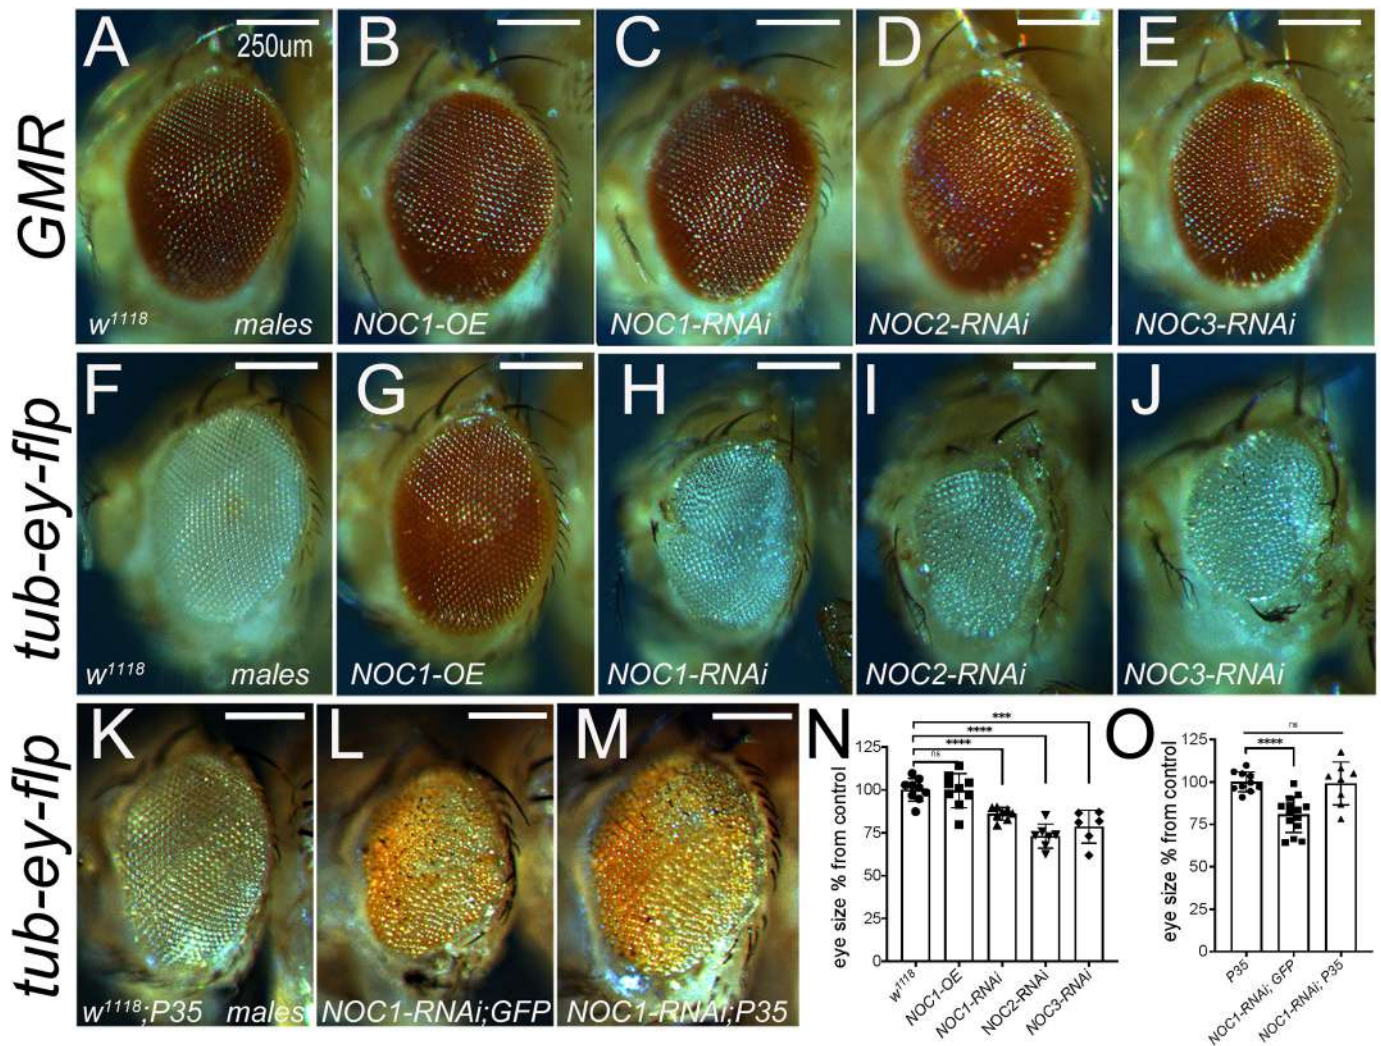 GMR
A
250um
w1118 males
B
NOC1-OE
C
NOC1-RNAi
D
NOC2-RNAi
E
NOC3-RNAi
tub-ey-flp
F
w1118 males
G
NOC1-OE
H
NOC1-RNAi
I
NOC2-RNAi
J
NOC3-RNAi
tub-ey-flp
K
w1118;P35 males
L
NOC1-RNAi;GFP
M
NOC1-RNAi;P35
N
eye size % from control
125
100
75
50
25
0
***
****
****
ns
w1118
NOC1-OE
NOC1-RNAi
NOC2-RNAi
NOC3-RNAi
O
eye size % from control
125
100
75
50
25
0
ns
****
P35
NOC1-RNAi; GFP
NOC1-RNAi; P35